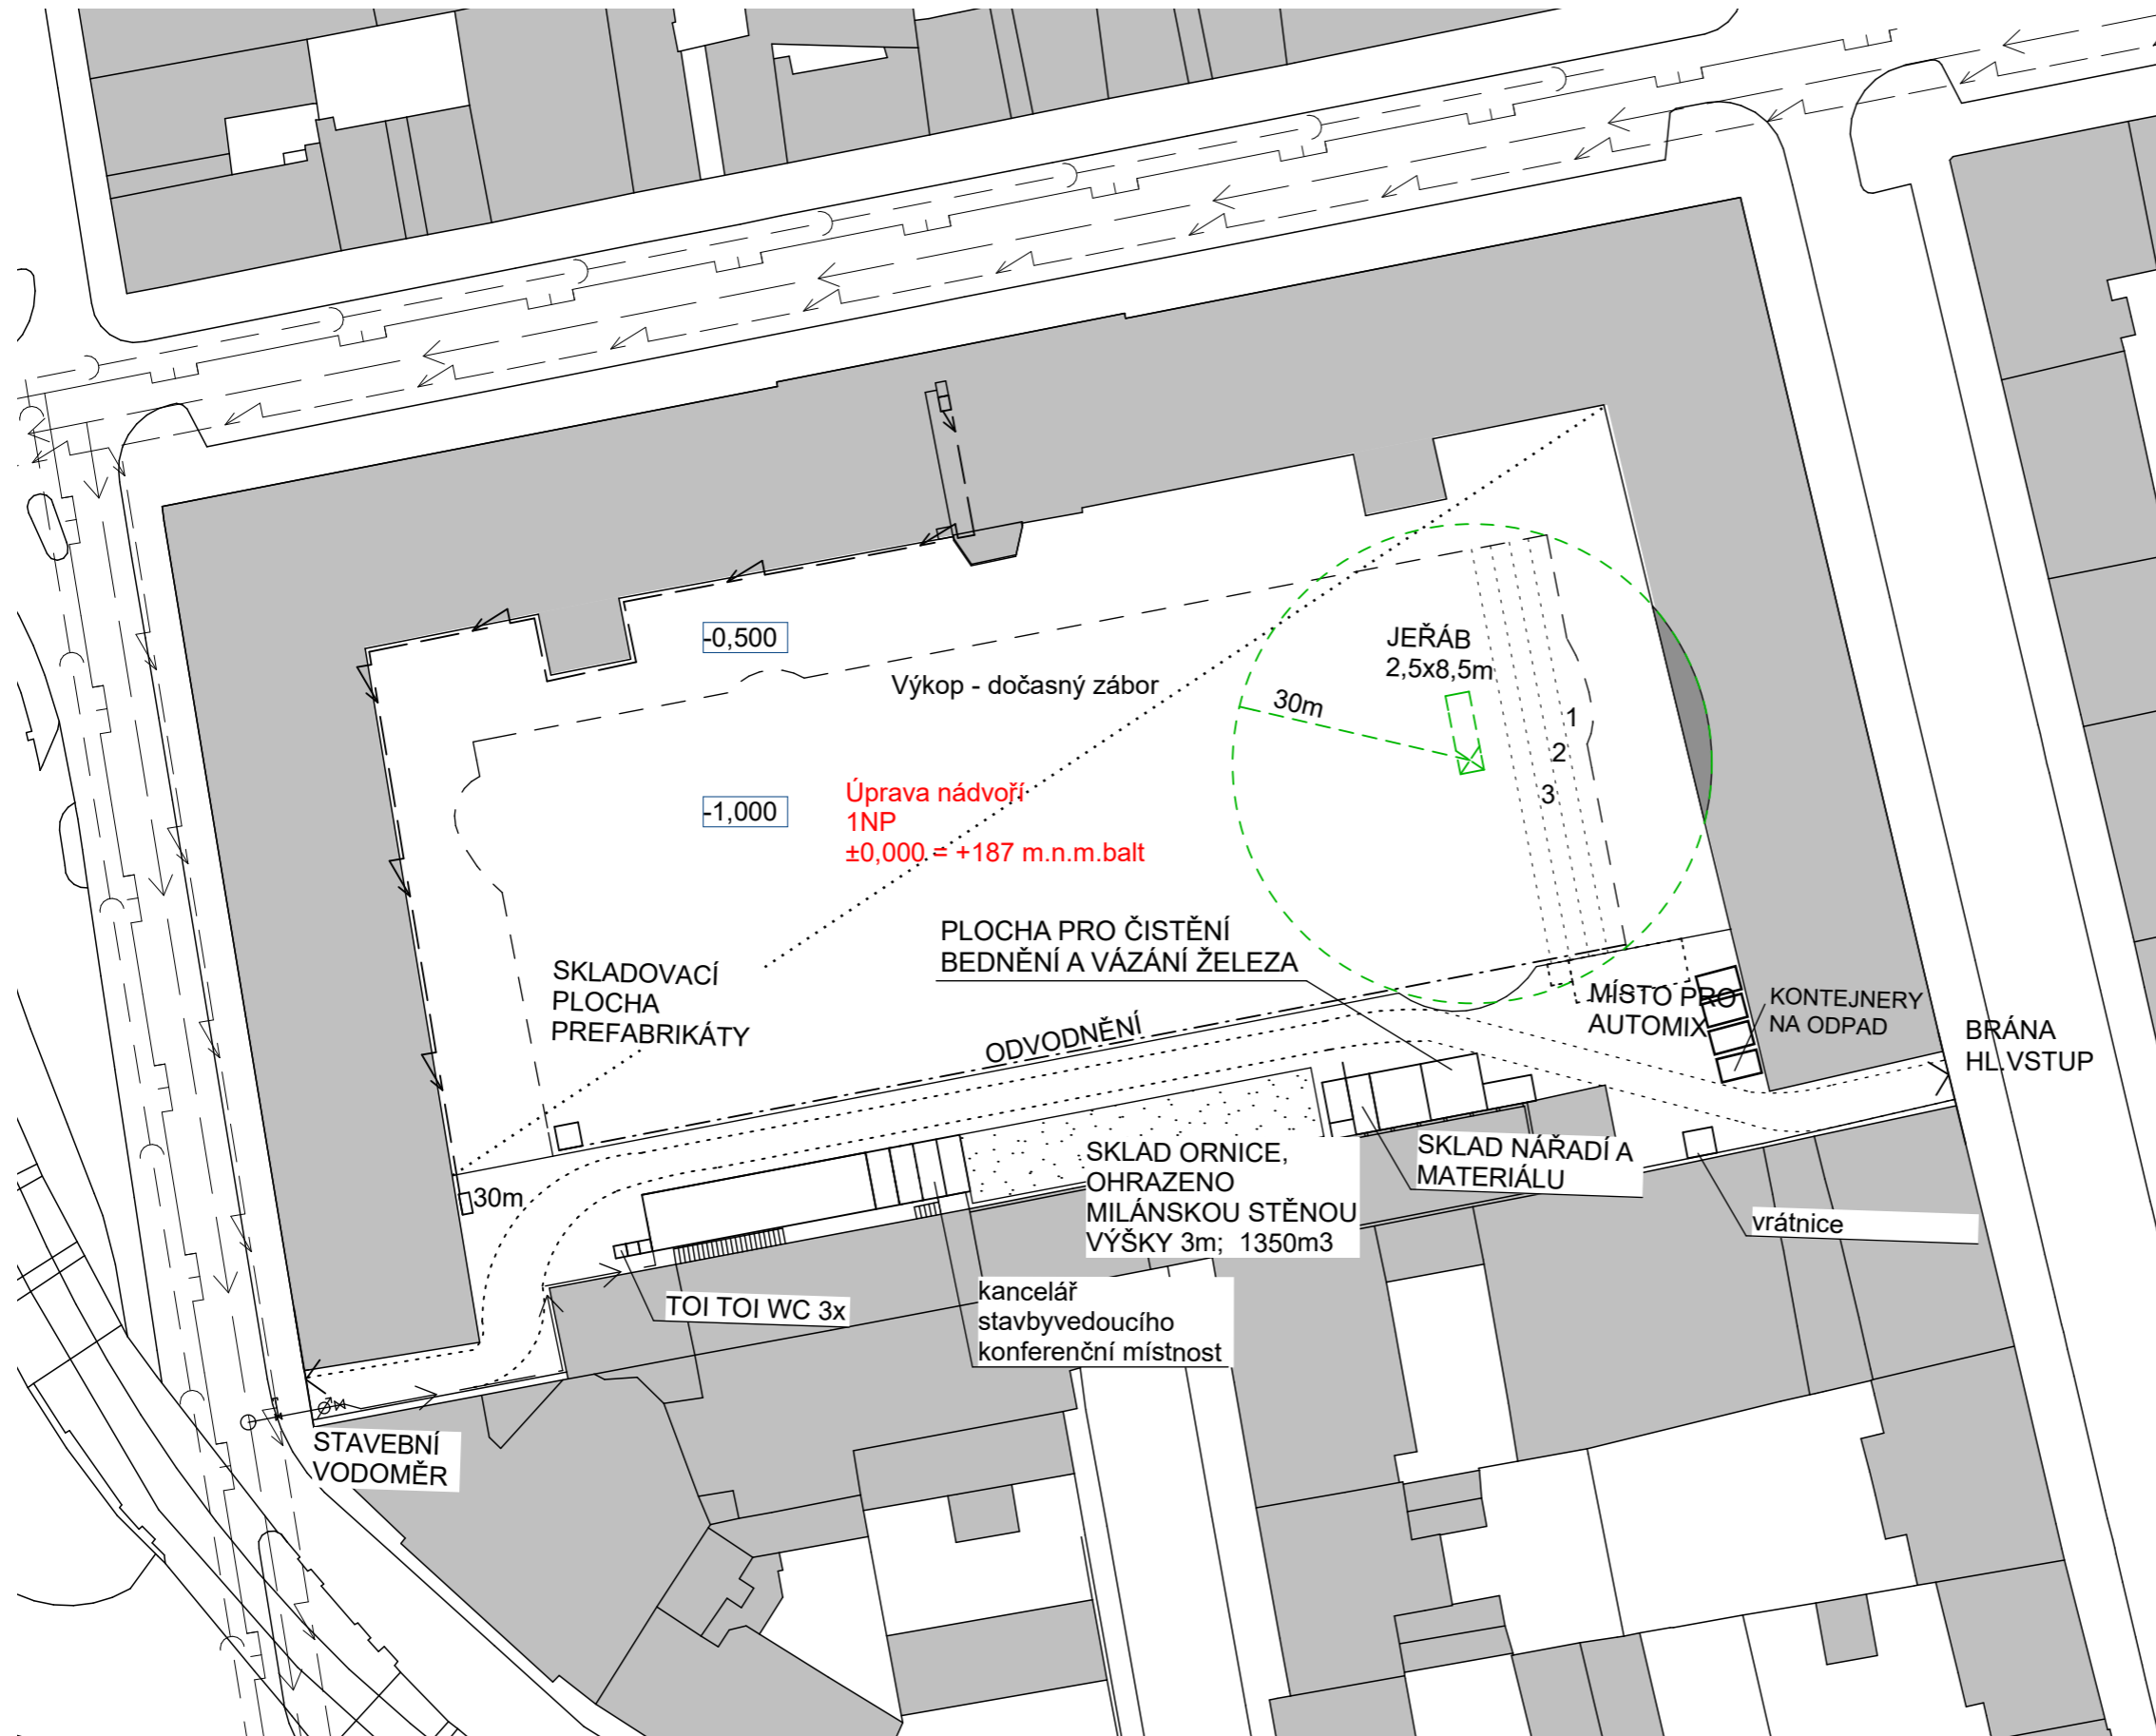 -0,500
JEŘÁB
2,5x8,5m
Výkop - dočasný zábor
30m
1
2
3
-1,000
Úprava nádvoří
1NP
±0,000 = +187 m.n.m.balt
PLOCHA PRO ČISTĚNÍ
BEDNĚNÍ A VÁZÁNÍ ŽELEZA
SKLADOVACÍ
PLOCHA
PREFABRIKÁTY
ODVODNĚNÍ
MÍSTO PRO
AUTOMIX
KONTEJNERY
NA ODPAD
BRÁNA
HL.VSTUP
SKLAD ORNICE,
OHRAZENO
MILÁNSKOU STĚNOU
VÝŠKY 3m; 1350m3
SKLAD NÁŘADÍ A
MATERIÁLU
30m
vrátnice
TOI TOI WC 3x
kancelář
stavbyvedoucího
konferenční místnost
STAVEBNÍ
VODOMĚR